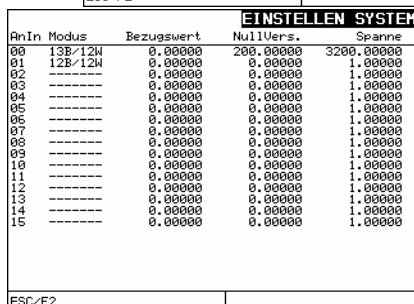 EINSTELLEN SYSTEM
AnIn Modus Bezugswert NullVers. Spanne
00 13B/12W 0.00000 200.00000 3200.00000
01 12B/12W 0.00000 0.00000 1.00000
02 ------- 0.00000 0.00000 1.00000
03 ------- 0.00000 0.00000 1.00000
04 ------- 0.00000 0.00000 1.00000
05 ------- 0.00000 0.00000 1.00000
06 ------- 0.00000 0.00000 1.00000
07 ------- 0.00000 0.00000 1.00000
08 ------- 0.00000 0.00000 1.00000
09 ------- 0.00000 0.00000 1.00000
10 ------- 0.00000 0.00000 1.00000
11 ------- 0.00000 0.00000 1.00000
12 ------- 0.00000 0.00000 1.00000
13 ------- 0.00000 0.00000 1.00000
14 ------- 0.00000 0.00000 1.00000
15 ------- 0.00000 0.00000 1.00000
ESC/F2